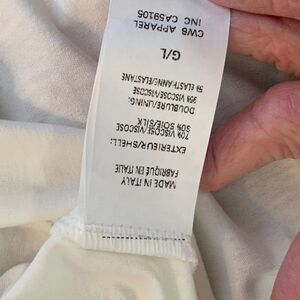 MADE IN ITALY
FABRIQUE EN ITALIE
EXTERIEUR/SHELL:
70% VISCOSE/VISCOSE
30% SOIE/SILK
DOUBLURE/LINING:
95% VISCOSE/VISCOSE
5% ELASTHANNE/ELASTANE
G/L
CWB APPAREL
INC CA59105